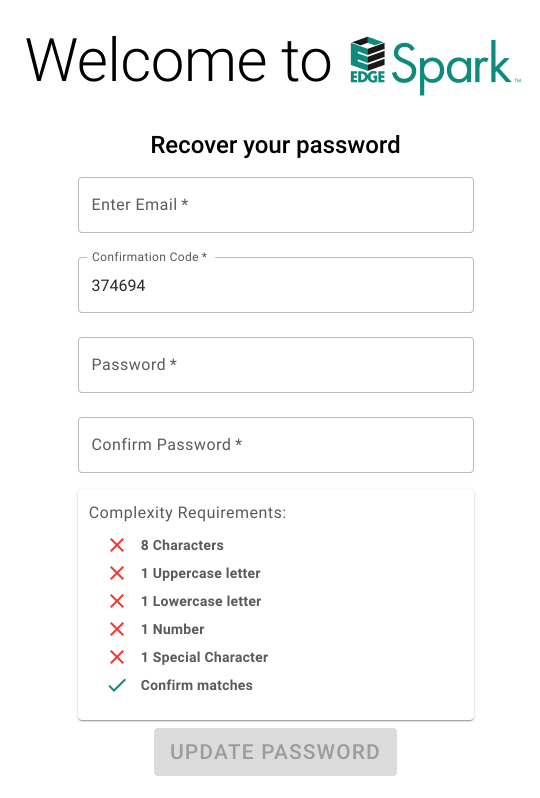 Welcome to EDGE Spark™
Recover your password
Enter Email *
Confirmation Code *
374694
Password *
Confirm Password *
Complexity Requirements:
8 Characters
1 Uppercase letter
1 Lowercase letter
1 Number
1 Special Character
Confirm matches
UPDATE PASSWORD